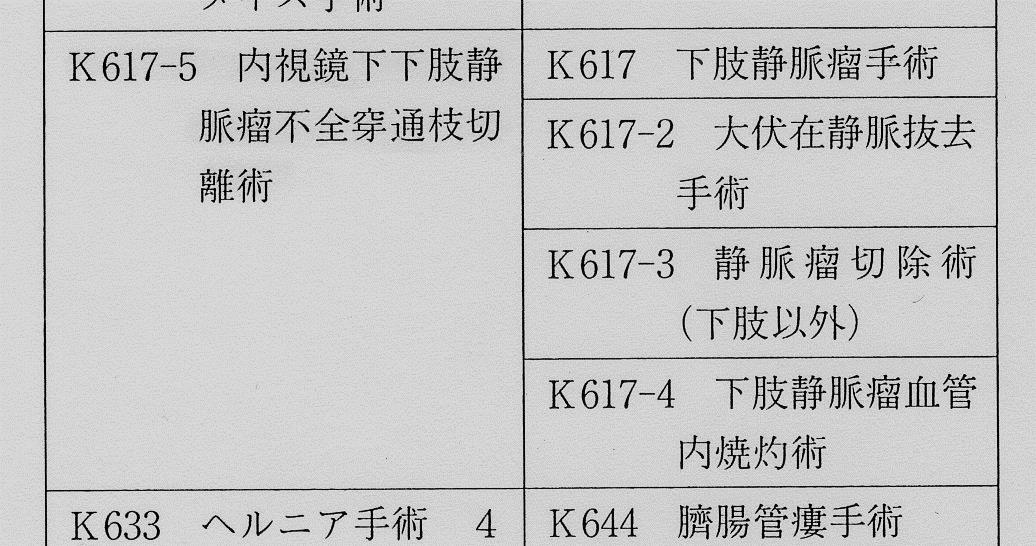 K617-5　内視鏡下下肢静
脈瘤不全穿通枝切
離術
K617　下肢静脈瘤手術
K617-2　大伏在静脈抜去
手術
K617-3　静脈瘤切除術
（下肢以外）
K617-4　下肢静脈瘤血管
内焼灼術
K633　ヘルニア手術　4
K644　臍腸管瘻手術